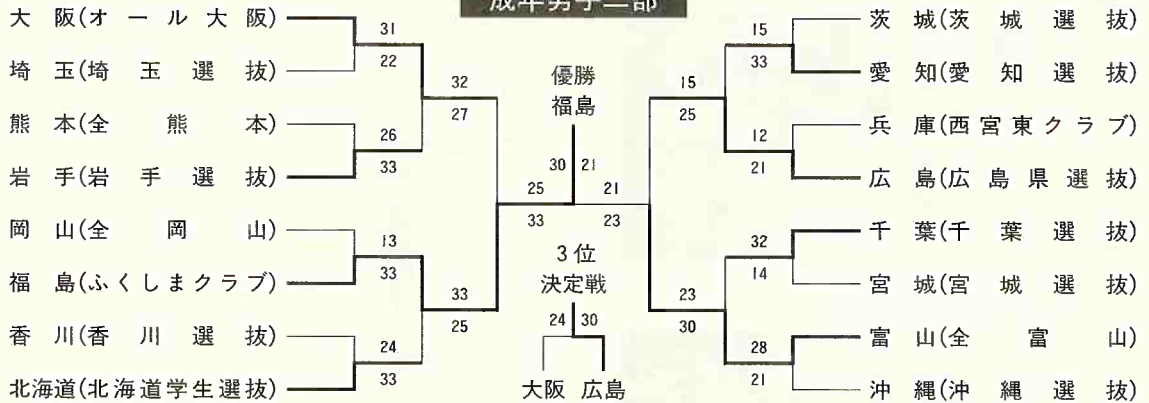 成年男子二部
大阪(オール大阪)
埼玉(埼玉選抜)
熊本(全熊本)
岩手(岩手選抜)
岡山(全岡山)
福島(ふくしまクラブ)
香川(香川選抜)
北海道(北海道学生選抜)
31
22
26
33
13
33
24
33
32
27
33
25
25
33
優勝
福島
30 21
3位
決定戦
24 30
大阪 広島
21
23
15
25
23
30
15
33
12
21
32
14
28
21
茨城(茨城選抜)
愛知(愛知選抜)
兵庫(西宮東クラブ)
広島(広島県選抜)
千葉(千葉選抜)
宮城(宮城選抜)
富山(全富山)
沖縄(沖縄選抜)